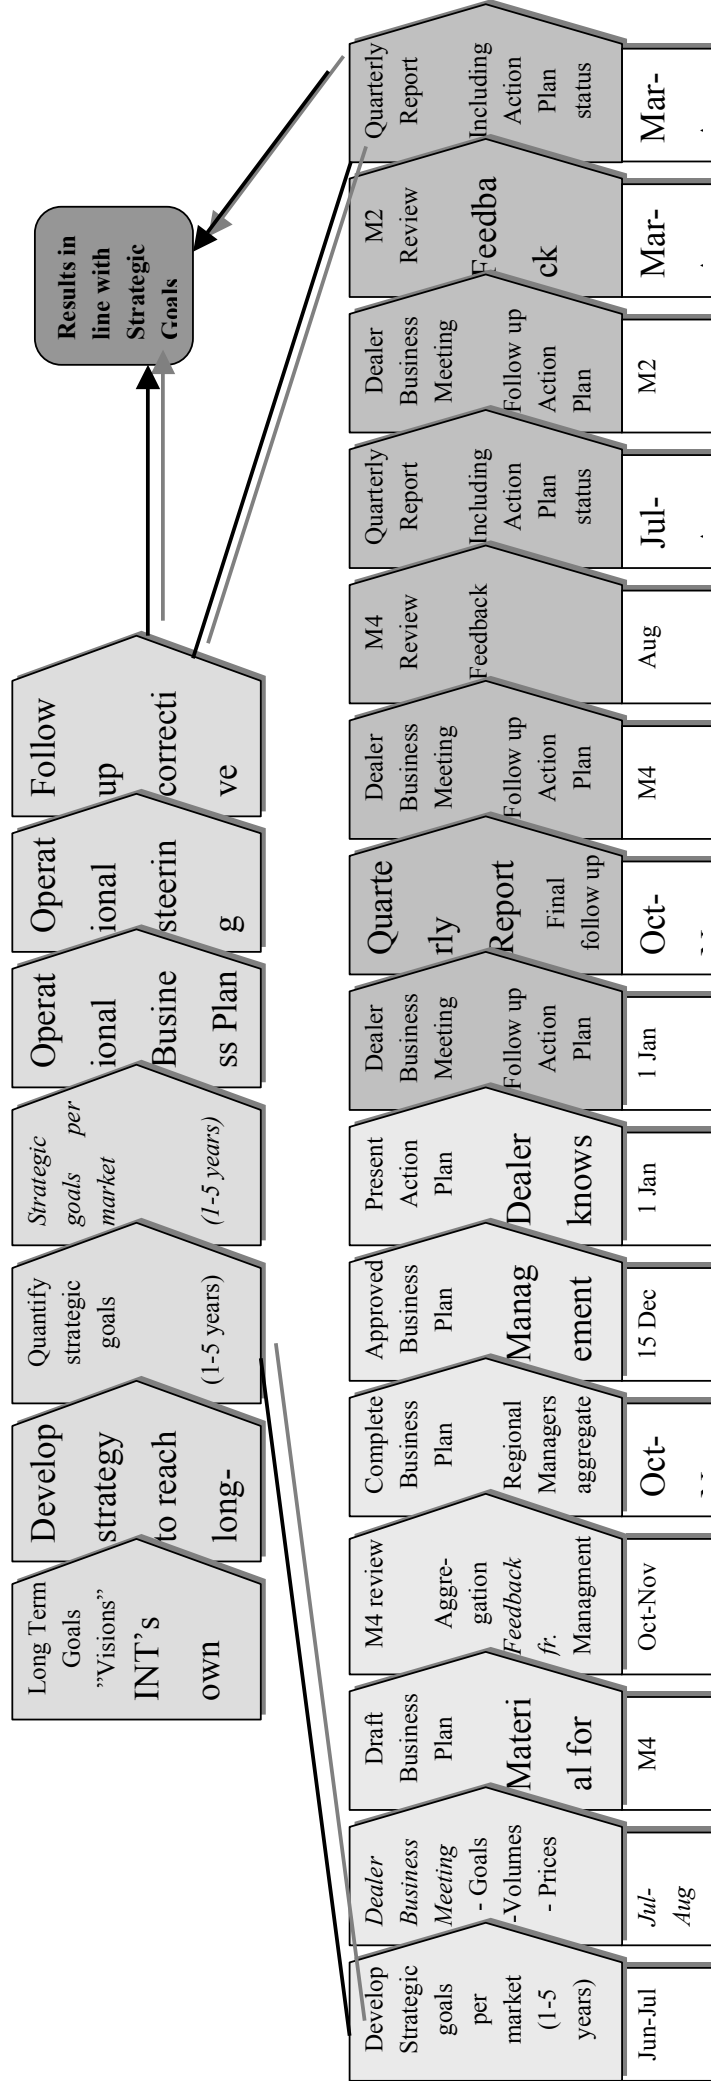 Long Term
Goals
”Visions”
INT’s
own
Develop
strategy
to reach
long-
Quantify
strategic
goals
(1-5 years)
Strategic
goals per
market
(1-5 years)
Operat
ional
Busine
ss Plan
Operat
ional
steerin
g
Follow
up
correcti
ve
Results in
line with
Strategic
Goals
Develop
Strategic
goals
per
market
(1-5
years)
Jun-Jul
Dealer
Business
Meeting
- Goals
-Volumes
- Prices
Jul-
Aug
Draft
Business
Plan
Materi
al for
M4
M4 review
Aggre-
gation
Feedback
fr.
Managment
Oct-Nov
Complete
Business
Plan
Regional
Managers
aggregate
Oct-
Approved
Business
Plan
Manag
ement
15 Dec
Present
Action
Plan
Dealer
knows
1 Jan
Dealer
Business
Meeting
Follow up
Action
Plan
1 Jan
Quarte
rly
Report
Final
follow up
Oct-
Dealer
Business
Meeting
Follow up
Action
Plan
M4
M4
Review
Feedback
Aug
Quarterly
Report
Including
Action
Plan
status
Jul-
Dealer
Business
Meeting
Follow up
Action
Plan
M2
M2
Review
Feedba
ck
Mar-
Quarterly
Report
Including
Action
Plan
status
Mar-